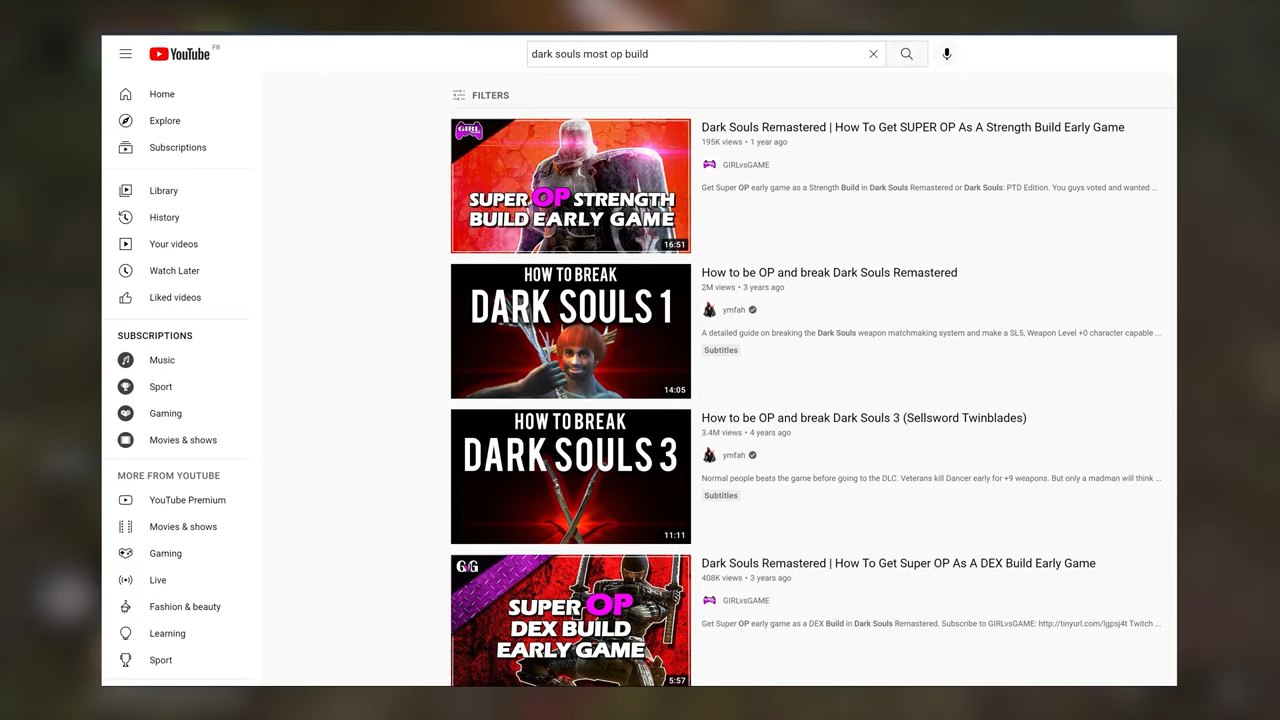 YouTube FR
dark souls most op build
Home
Explore
Subscriptions
Library
History
Your videos
Watch Later
Liked videos
SUBSCRIPTIONS
Music
Sport
Gaming
Movies & shows
MORE FROM YOUTUBE
YouTube Premium
Movies & shows
Gaming
Live
Fashion & beauty
Learning
Sport
FILTERS
GIRL
SUPER OP STRENGTH
BUILD EARLY GAME
16:51
Dark Souls Remastered | How To Get SUPER OP As A Strength Build Early Game
195K views • 1 year ago
GIRLvsGAME
Get Super OP early game as a Strength Build in Dark Souls Remastered or Dark Souls: PTD Edition. You guys voted and wanted ...
HOW TO BREAK
DARK SOULS 1
14:05
How to be OP and break Dark Souls Remastered
2M views • 3 years ago
ymfah
A detailed guide on breaking the Dark Souls weapon matchmaking system and make a SL5, Weapon Level +0 character capable ...
Subtitles
HOW TO BREAK
DARK SOULS 3
11:11
How to be OP and break Dark Souls 3 (Sellsword Twinblades)
3.4M views • 4 years ago
ymfah
Normal people beats the game before going to the DLC. Veterans kill Dancer early for +9 weapons. But only a madman will think ...
Subtitles
GVG
SUPER OP
DEX BUILD
EARLY GAME
5:57
Dark Souls Remastered | How To Get Super OP As A DEX Build Early Game
408K views • 3 years ago
GIRLvsGAME
Get Super OP early game as a DEX Build in Dark Souls Remastered. Subscribe to GIRLvsGAME: http://tinyurl.com/lgpsj4t Twitch ...